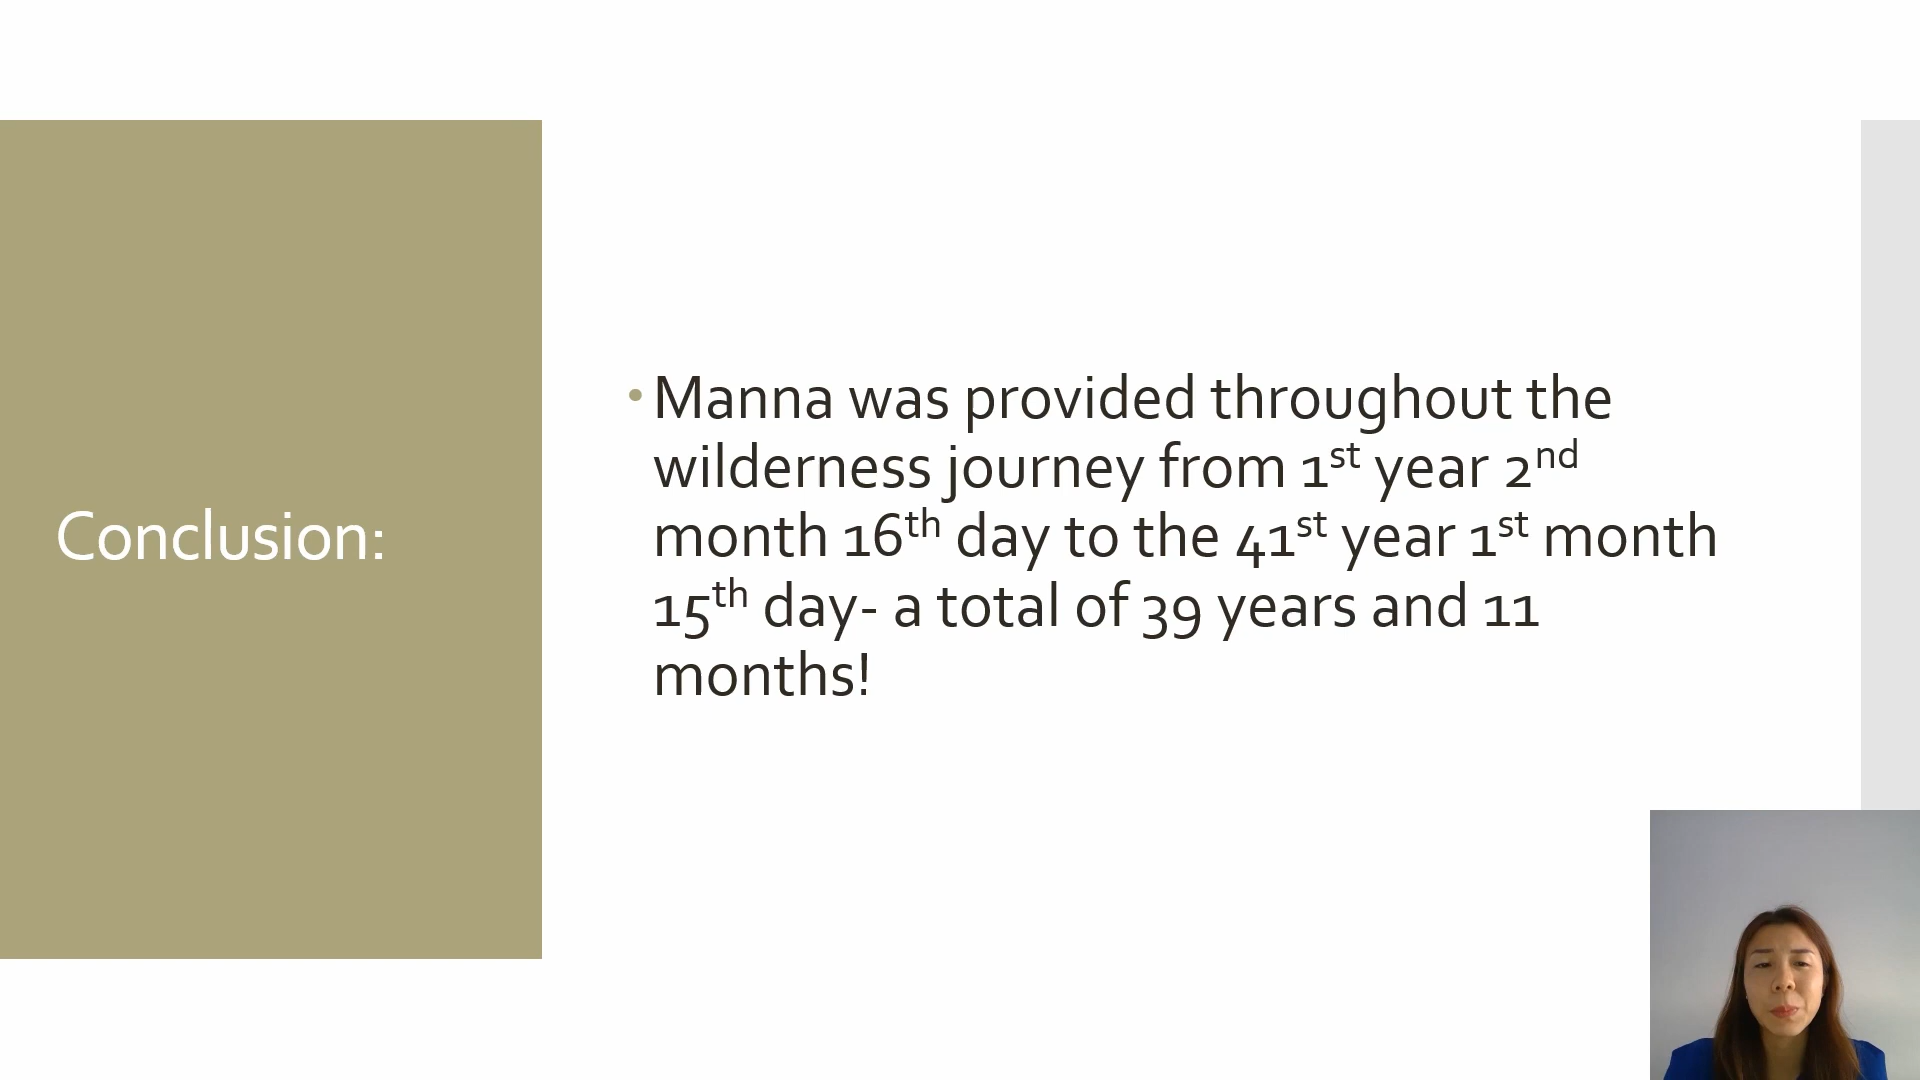 Conclusion:
• Manna was provided throughout the
wilderness journey from 1st year 2nd
month 16th day to the 41st year 1st month
15th day- a total of 39 years and 11
months!